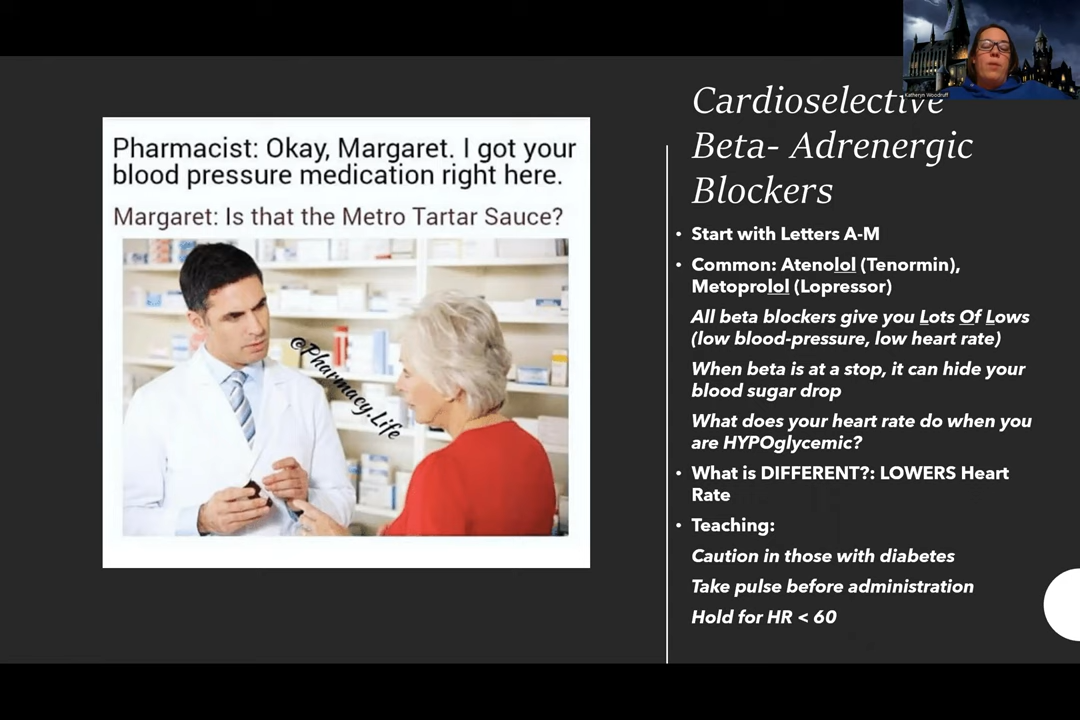 Pharmacist: Okay, Margaret. I got your
blood pressure medication right here.
Margaret: Is that the Metro Tartar Sauce?
@Pharmacy.Life
Katheryn Woodruff
Cardioselective
Beta- Adrenergic
Blockers
• Start with Letters A-M
• Common: Atenolol (Tenormin),
Metoprolol (Lopressor)
All beta blockers give you Lots Of Lows
(low blood-pressure, low heart rate)
When beta is at a stop, it can hide your
blood sugar drop
What does your heart rate do when you
are HYPOglycemic?
• What is DIFFERENT?: LOWERS Heart
Rate
• Teaching:
Caution in those with diabetes
Take pulse before administration
Hold for HR < 60